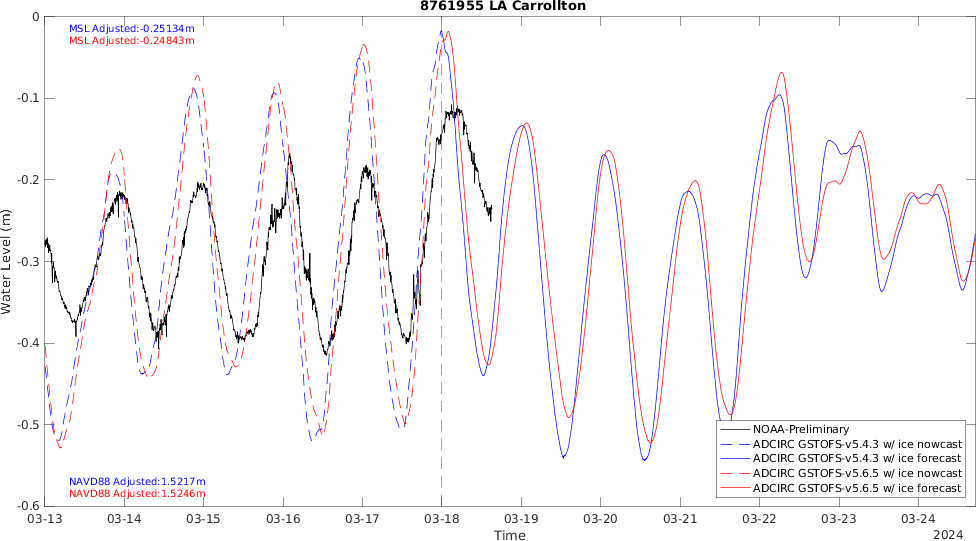 8761955 LA Carrollton
MSL Adjusted:-0.25134m
MSL Adjusted:-0.24843m
0
-0.1
-0.2
-0.3
-0.4
-0.5
-0.6
Water Level (m)
NAVD88 Adjusted:1.5217m
NAVD88 Adjusted:1.5246m
NOAA-Preliminary
ADCIRC GSTOFS-v5.4.3 w/ ice nowcast
ADCIRC GSTOFS-v5.4.3 w/ ice forecast
ADCIRC GSTOFS-v5.6.5 w/ ice nowcast
ADCIRC GSTOFS-v5.6.5 w/ ice forecast
03-13 03-14 03-15 03-16 03-17 03-18 03-19 03-20 03-21 03-22 03-23 03-24
Time
2024